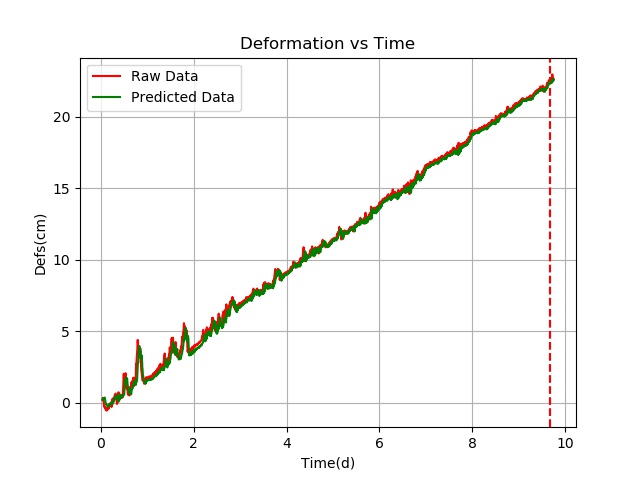 Deformation vs Time
Raw Data
Predicted Data
20
15
10
5
0
Defs(cm)
0 2 4 6 8 10
Time(d)